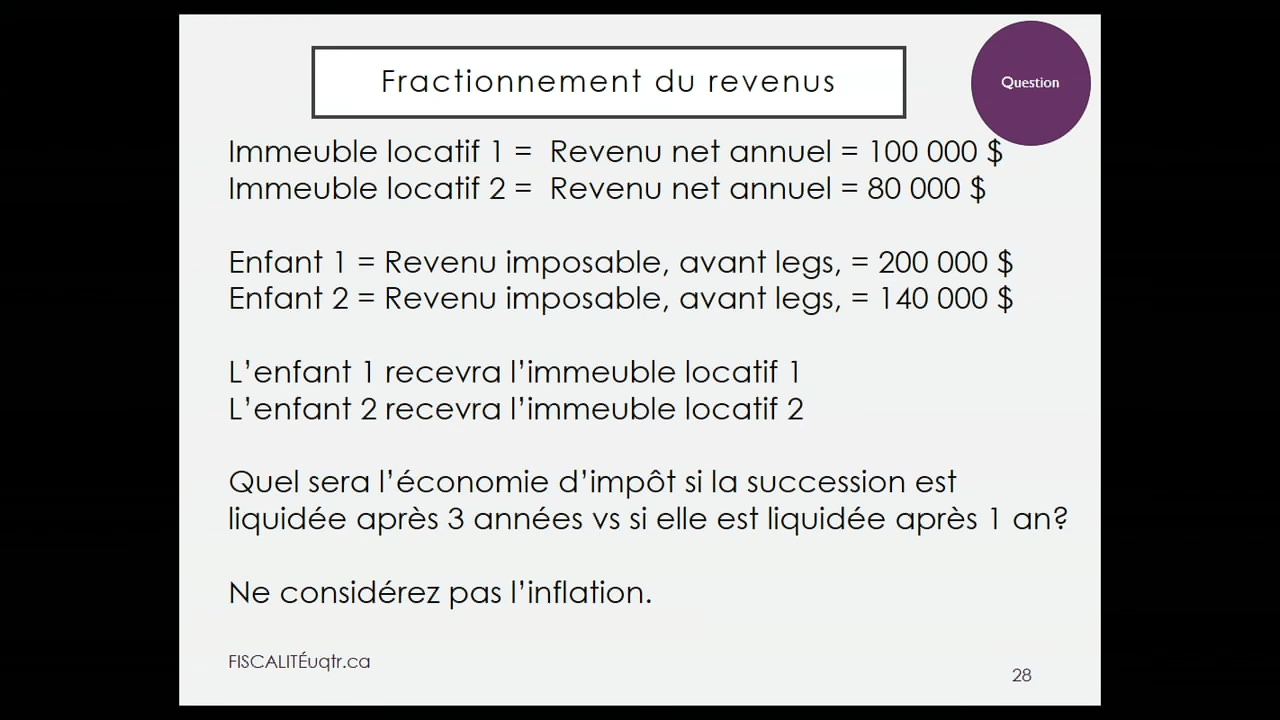 Fractionnement du revenus
Question
Immeuble locatif 1 = Revenu net annuel = 100 000 $
Immeuble locatif 2 = Revenu net annuel = 80 000 $
Enfant 1 = Revenu imposable, avant legs, = 200 000 $
Enfant 2 = Revenu imposable, avant legs, = 140 000 $
L’enfant 1 recevra l’immeuble locatif 1
L’enfant 2 recevra l’immeuble locatif 2
Quel sera l’économie d’impôt si la succession est
liquidée après 3 années vs si elle est liquidée après 1 an?
Ne considérez pas l’inflation.
FISCALITÉuqtr.ca
28